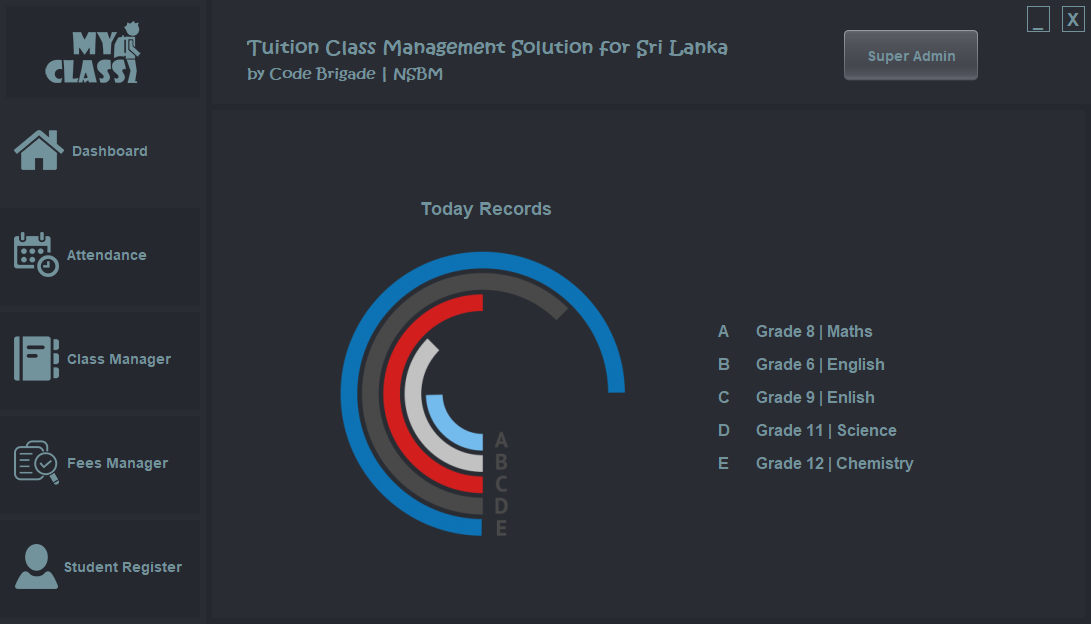 MY
CLASS
Tuition Class Management Solution for Sri Lanka
by Code Brigade | NSBM
Super Admin
_
X
Dashboard
Attendance
Class Manager
Fees Manager
Student Register
Today Records
A
B
C
D
E
A Grade 8 | Maths
B Grade 6 | English
C Grade 9 | Enlish
D Grade 11 | Science
E Grade 12 | Chemistry